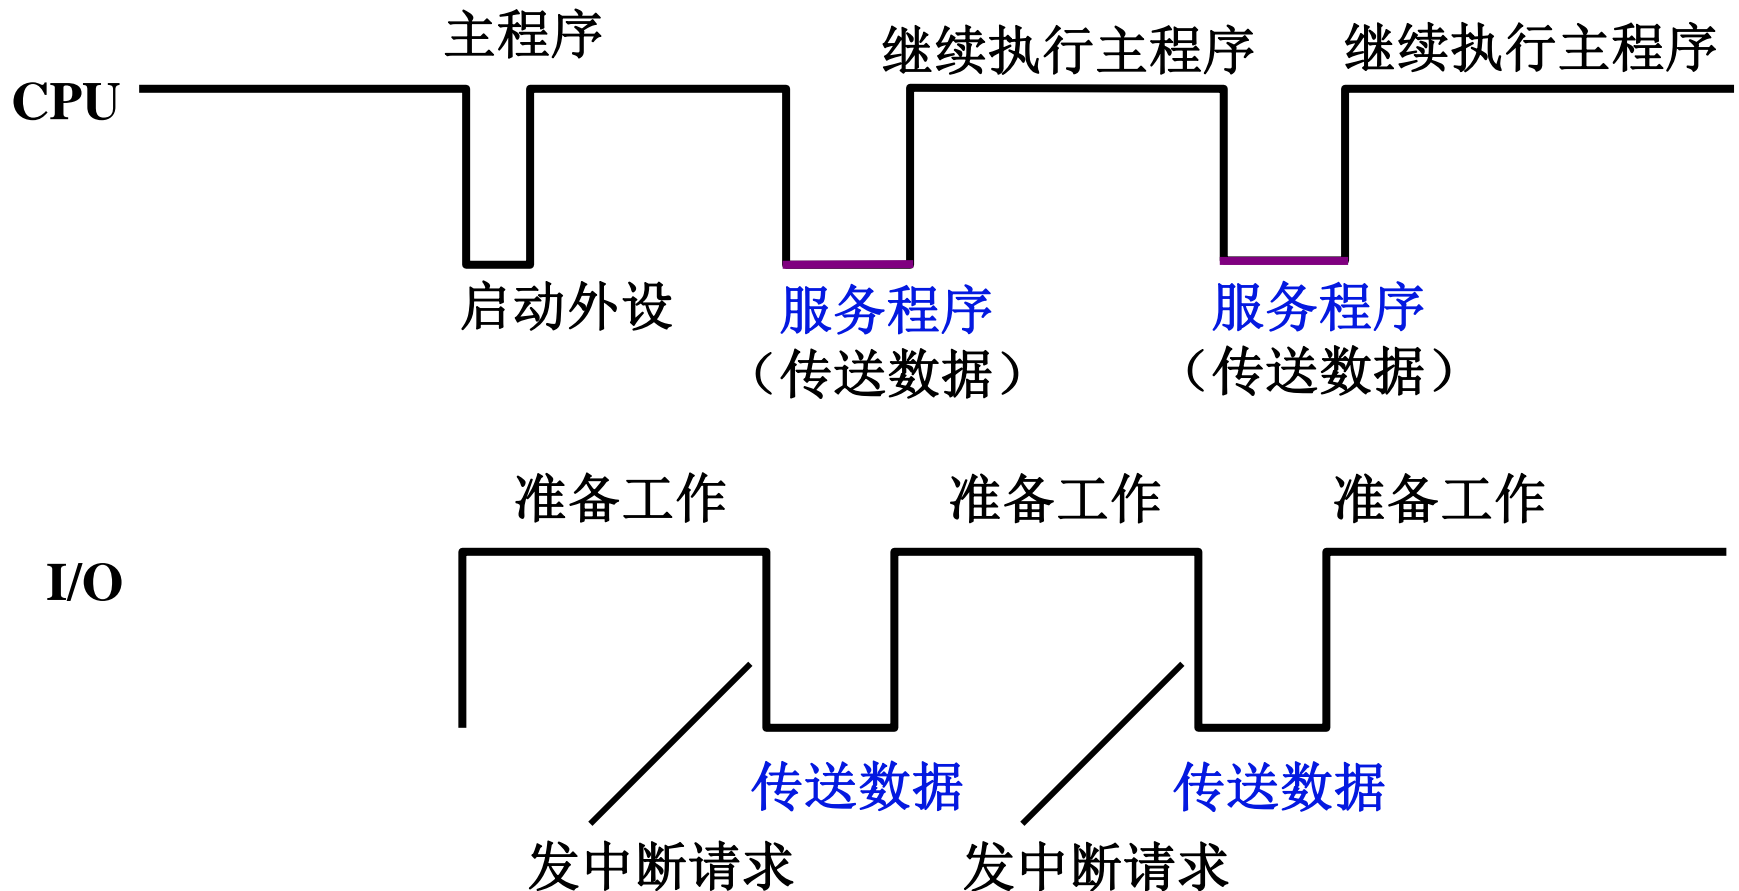 主程序
继续执行主程序
继续执行主程序
CPU
启动外设
服务程序
（传送数据）
服务程序
（传送数据）
准备工作
准备工作
准备工作
I/O
传送数据
传送数据
发中断请求
发中断请求